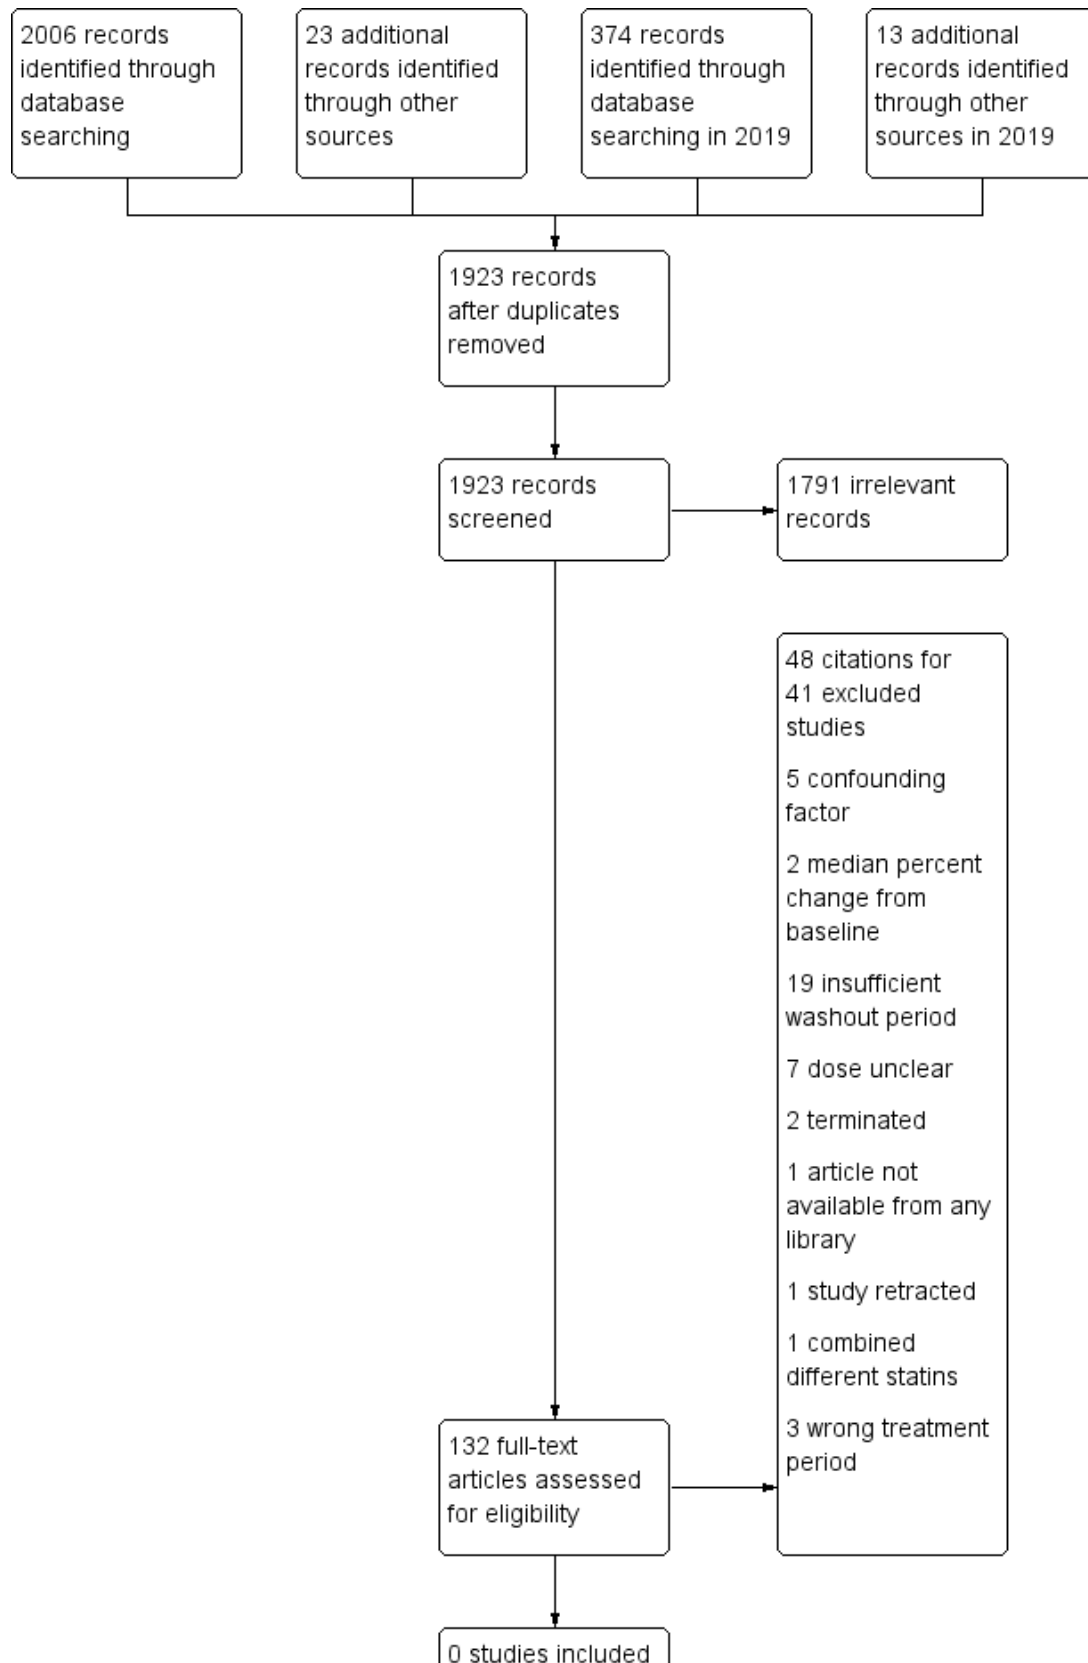 2006 records
identified through
database
searching
23 additional
records identified
through other
sources
374 records
identified through
database
searching in 2019
13 additional
records identified
through other
sources in 2019
1923 records
after duplicates
removed
1923 records
screened
1791 irrelevant
records
48 citations for
41 excluded
studies
5 confounding
factor
2 median percent
change from
baseline
19 insufficient
washout period
7 dose unclear
2 terminated
1 article not
available from any
library
1 study retracted
1 combined
different statins
3 wrong treatment
period
132 full-text
articles assessed
for eligibility
0 studies included